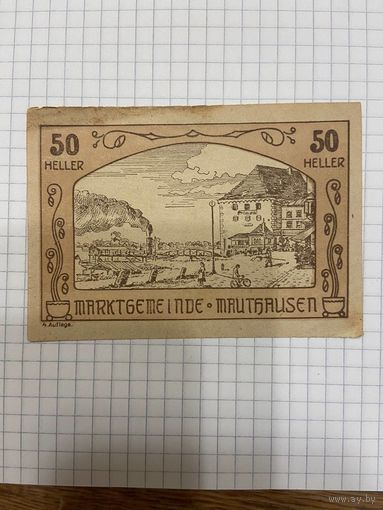 50 50
HELLER HELLER
MARKTGEMEINDE • MAUTHAUSEN
4. Auflage.
www.ay.by